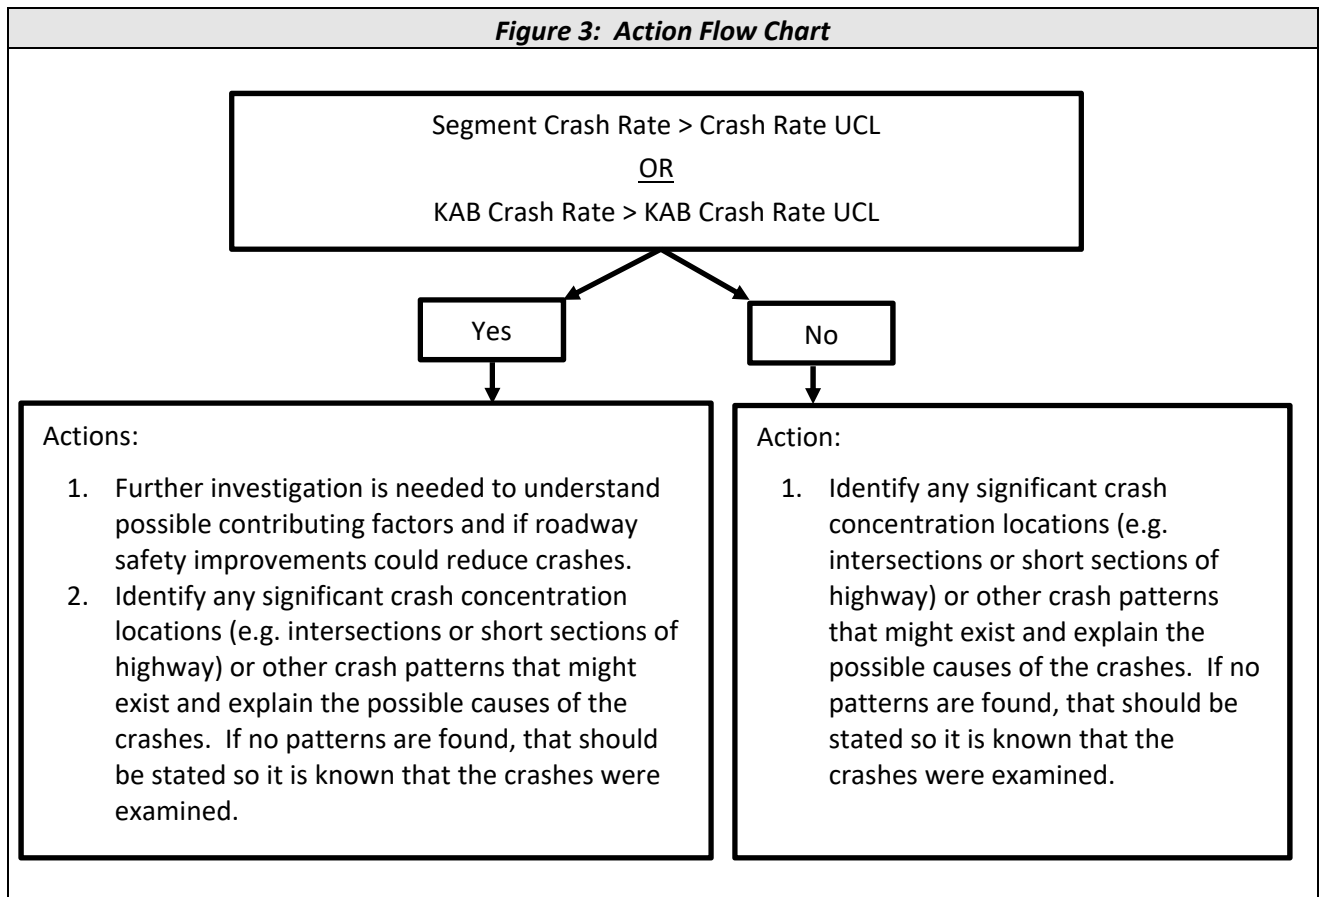 Figure 3:  Action Flow Chart
Segment Crash Rate > Crash Rate UCL
OR
KAB Crash Rate > KAB Crash Rate UCL
Yes
No
Actions:
1. Further investigation is needed to understand
possible contributing factors and if roadway
safety improvements could reduce crashes.
2. Identify any significant crash concentration
locations (e.g. intersections or short sections of
highway) or other crash patterns that might
exist and explain the possible causes of the
crashes.  If no patterns are found, that should
be stated so it is known that the crashes were
examined.
Action:
1. Identify any significant crash
concentration locations (e.g.
intersections or short sections of
highway) or other crash patterns
that might exist and explain the
possible causes of the crashes.  If no
patterns are found, that should be
stated so it is known that the
crashes were examined.